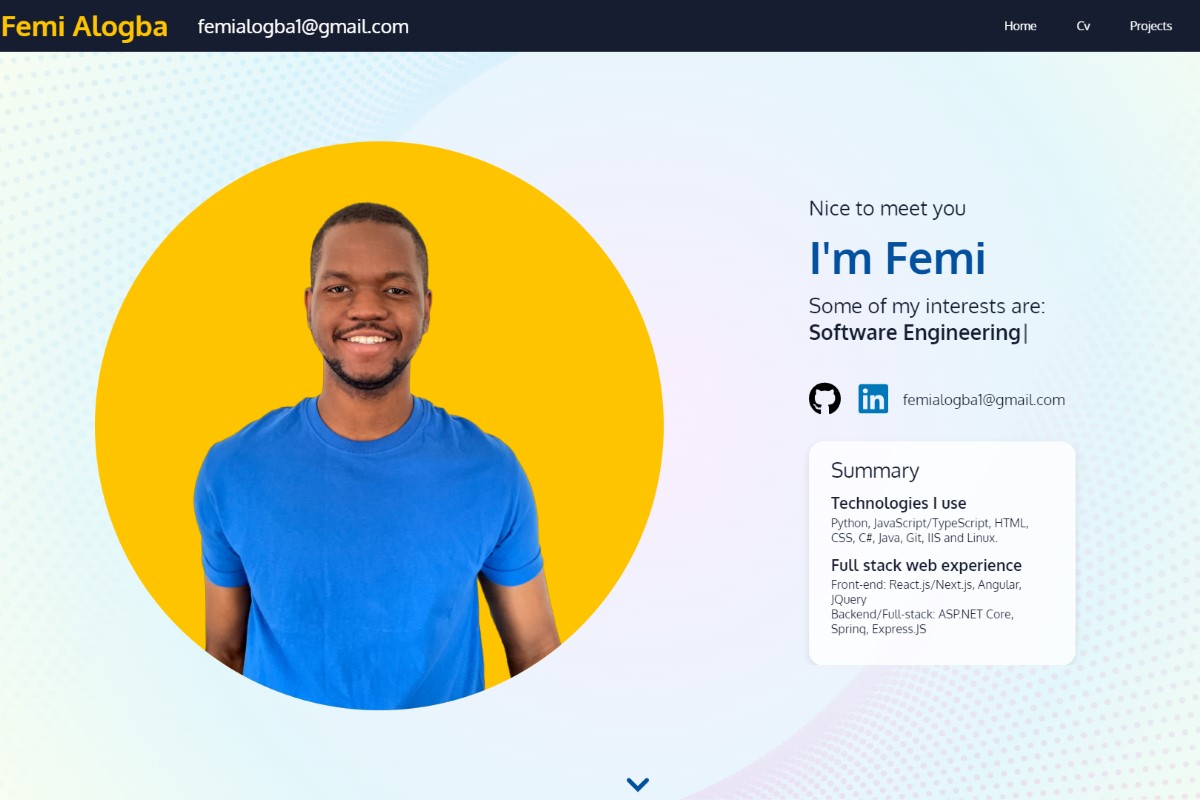 Femi Alogba femialogba1@gmail.com Home Cv Projects
Nice to meet you
I'm Femi
Some of my interests are:
Software Engineering|
in femialogba1@gmail.com
Summary
Technologies I use
Python, JavaScript/TypeScript, HTML,
CSS, C#, Java, Git, IIS and Linux.
Full stack web experience
Front-end: React.js/Next.js, Angular,
JQuery
Backend/Full-stack: ASP.NET Core,
Spring, Express.JS